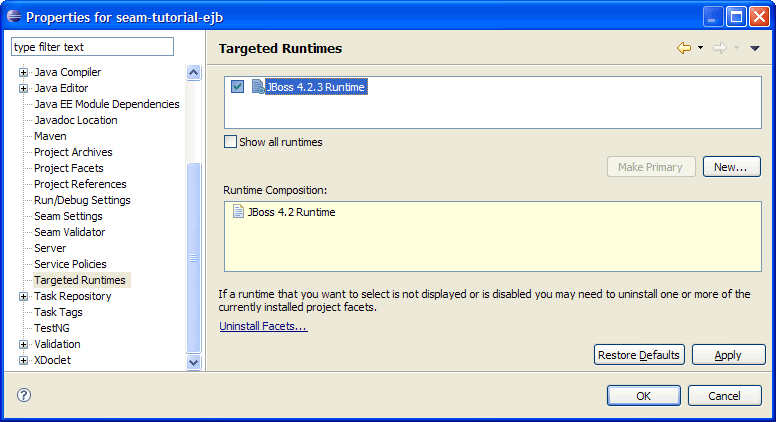 Properties for seam-tutorial-ejb
type filter text
Java Compiler
Java Editor
Java EE Module Dependencies
Javadoc Location
Maven
Project Archives
Project Facets
Project References
Run/Debug Settings
Seam Settings
Seam Validator
Server
Service Policies
Targeted Runtimes
Task Repository
Task Tags
TestNG
Validation
XDoclet
Targeted Runtimes
JBoss 4.2.3 Runtime
Show all runtimes
Make Primary
New...
Runtime Composition:
JBoss 4.2 Runtime
If a runtime that you want to select is not displayed or is disabled you may need to uninstall one or more of the
currently installed project facets.
Uninstall Facets...
Restore Defaults
Apply
?
OK
Cancel